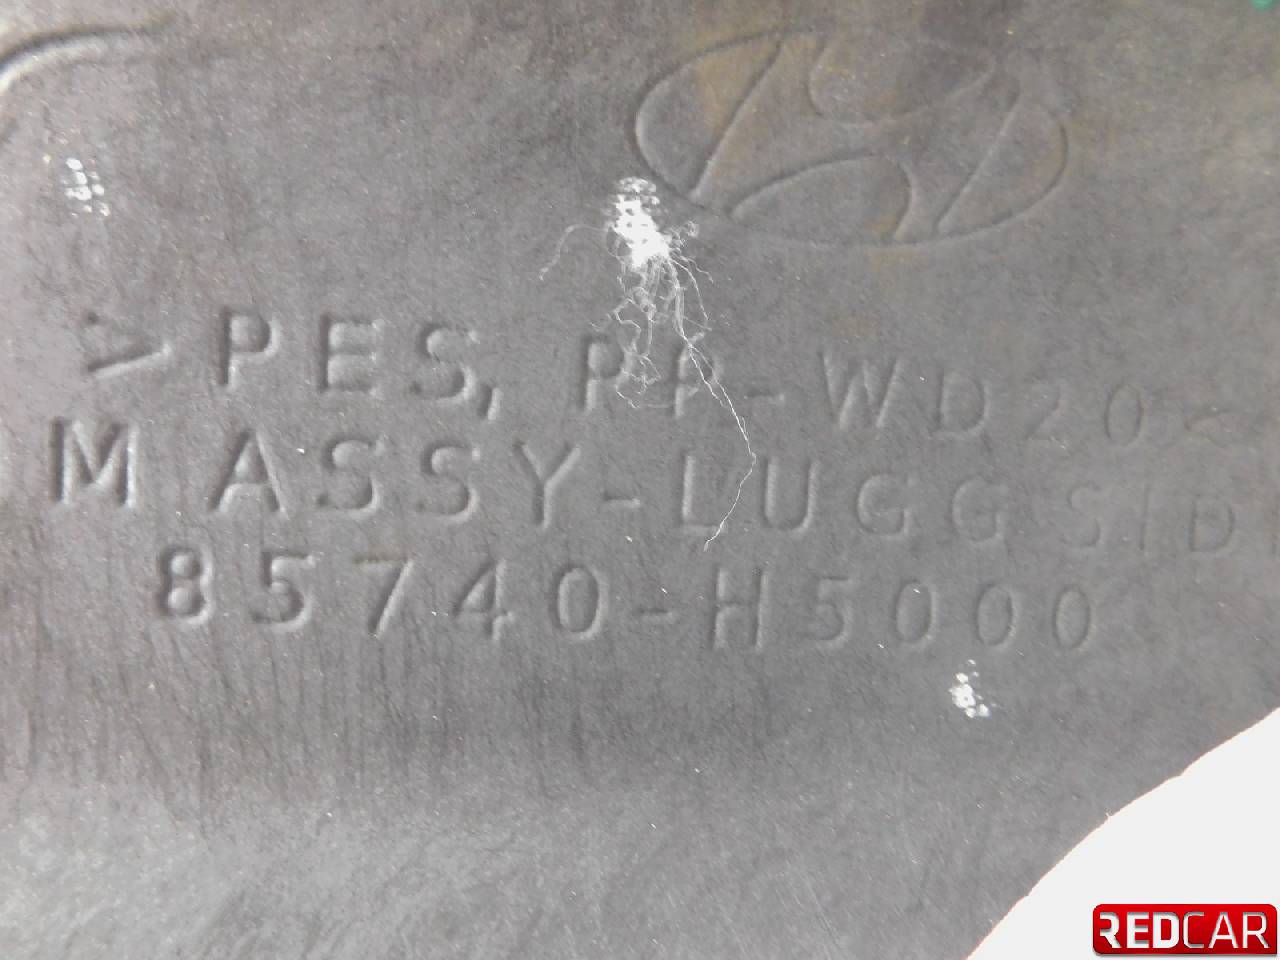 >PES, PP-WD20<
M ASSY-LUGG SID
85740-H5000
REDCAR